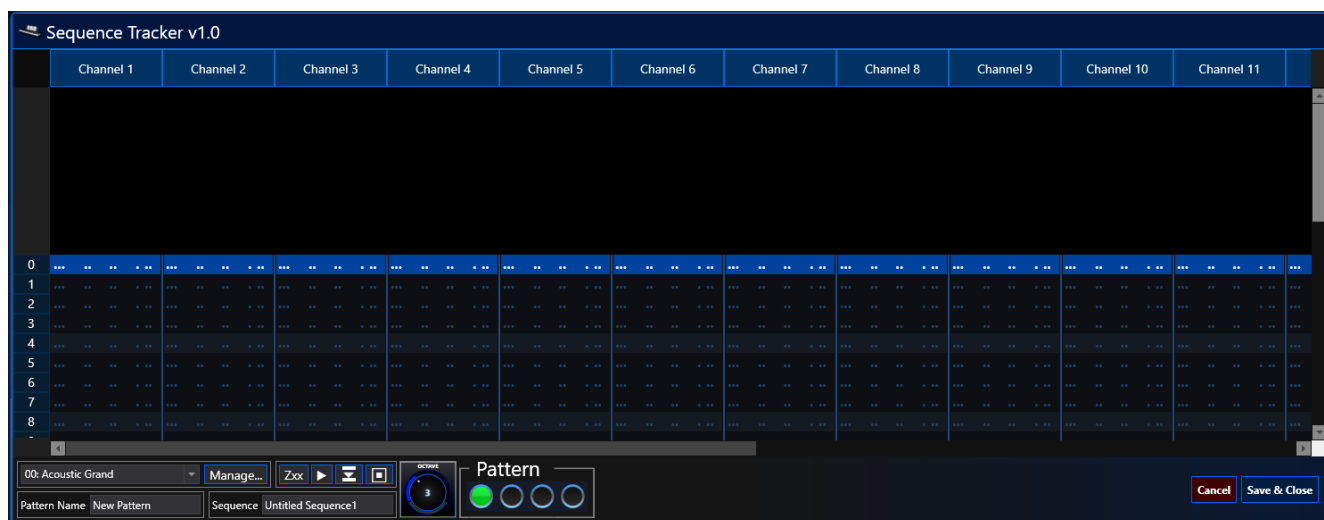 Sequence Tracker v1.0
Channel 1 Channel 2 Channel 3 Channel 4 Channel 5 Channel 6 Channel 7 Channel 8 Channel 9 Channel 10 Channel 11
0 ... .. .. . .. ... .. .. . .. ... .. .. . .. ... .. .. . .. ... .. .. . .. ... .. .. . .. ... .. .. . .. ... .. .. . .. ... .. .. . .. ... .. .. . .. ... .. .. . .. ...
1 ... .. .. . .. ... .. .. . .. ... .. .. . .. ... .. .. . .. ... .. .. . .. ... .. .. . .. ... .. .. . .. ... .. .. . .. ... .. .. . .. ... .. .. . .. ... .. .. . .. ...
2 ... .. .. . .. ... .. .. . .. ... .. .. . .. ... .. .. . .. ... .. .. . .. ... .. .. . .. ... .. .. . .. ... .. .. . .. ... .. .. . .. ... .. .. . .. ... .. .. . .. ...
3 ... .. .. . .. ... .. .. . .. ... .. .. . .. ... .. .. . .. ... .. .. . .. ... .. .. . .. ... .. .. . .. ... .. .. . .. ... .. .. . .. ... .. .. . .. ... .. .. . .. ...
4 ... .. .. . .. ... .. .. . .. ... .. .. . .. ... .. .. . .. ... .. .. . .. ... .. .. . .. ... .. .. . .. ... .. .. . .. ... .. .. . .. ... .. .. . .. ... .. .. . .. ...
5 ... .. .. . .. ... .. .. . .. ... .. .. . .. ... .. .. . .. ... .. .. . .. ... .. .. . .. ... .. .. . .. ... .. .. . .. ... .. .. . .. ... .. .. . .. ... .. .. . .. ...
6 ... .. .. . .. ... .. .. . .. ... .. .. . .. ... .. .. . .. ... .. .. . .. ... .. .. . .. ... .. .. . .. ... .. .. . .. ... .. .. . .. ... .. .. . .. ... .. .. . .. ...
7 ... .. .. . .. ... .. .. . .. ... .. .. . .. ... .. .. . .. ... .. .. . .. ... .. .. . .. ... .. .. . .. ... .. .. . .. ... .. .. . .. ... .. .. . .. ... .. .. . .. ...
8 ... .. .. . .. ... .. .. . .. ... .. .. . .. ... .. .. . .. ... .. .. . .. ... .. .. . .. ... .. .. . .. ... .. .. . .. ... .. .. . .. ... .. .. . .. ... .. .. . .. ...
00: Acoustic Grand Manage... Zxx OCTAVE 3 Pattern
Pattern Name New Pattern Sequence Untitled Sequence1 Cancel Save & Close